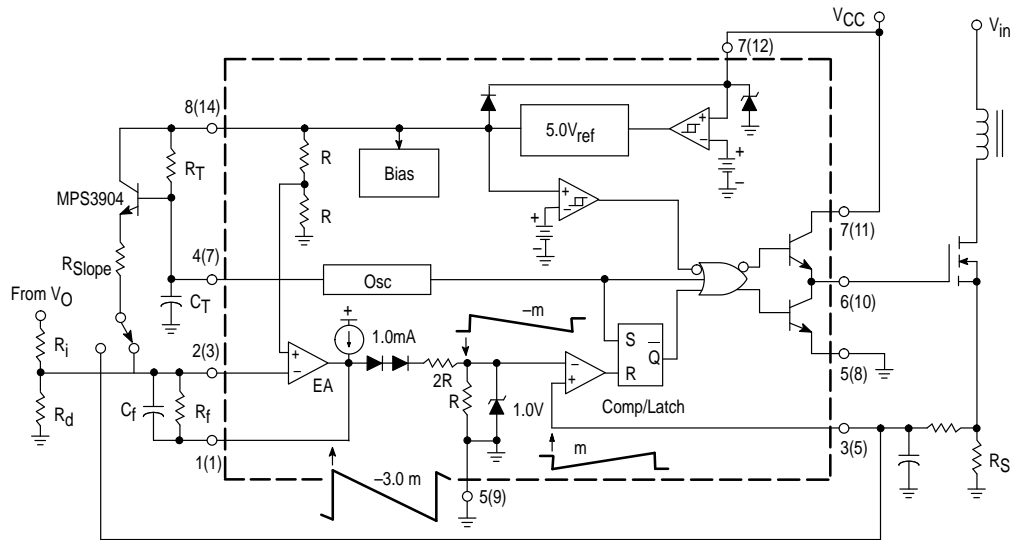 VCC
Vin
7(12)
8(14)
5.0Vref
+
–
+
–
R
Bias
RT
MPS3904
R
+
–
+
–
7(11)
4(7)
RSlope
Osc
6(10)
From VO
CT
+
1.0mA
–m
Ri
2(3)
S
Q
R
5(8)
+
–
EA
2R
–
+
R
1.0V
Comp/Latch
Rd
Cf
Rf
3(5)
1(1)
m
RS
–3.0 m
5(9)